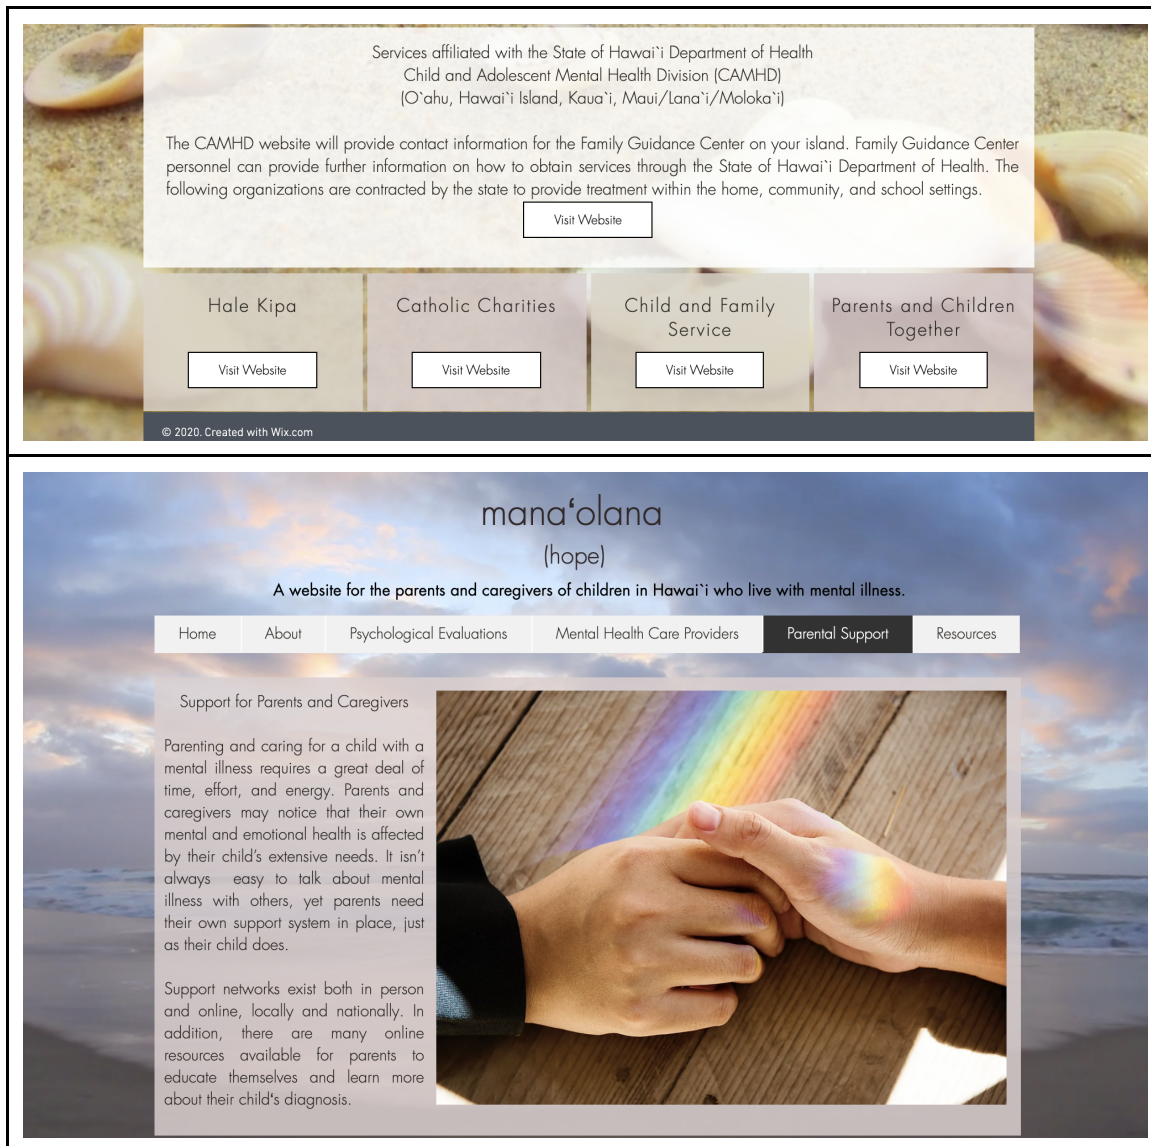 Services affiliated with the State of Hawai`i Department of Health
Child and Adolescent Mental Health Division (CAMHD)
(O`ahu, Hawai`i Island, Kaua`i, Maui/Lana`i/Moloka`i)
The CAMHD website will provide contact information for the Family Guidance Center on your island. Family Guidance Center
personnel can provide further information on how to obtain services through the State of Hawai`i Department of Health. The
following organizations are contracted by the state to provide treatment within the home, community, and school settings.
Visit Website
Hale Kipa
Visit Website
Catholic Charities
Visit Website
Child and Family
Service
Visit Website
Parents and Children
Together
Visit Website
© 2020. Created with Wix.com
manaʻolana
(hope)
A website for the parents and caregivers of children in Hawai`i who live with mental illness.
Home About Psychological Evaluations Mental Health Care Providers Parental Support Resources
Support for Parents and Caregivers
Parenting and caring for a child with a
mental illness requires a great deal of
time, effort, and energy. Parents and
caregivers may notice that their own
mental and emotional health is affected
by their child's extensive needs. It isn't
always easy to talk about mental
illness with others, yet parents need
their own support system in place, just
as their child does.
Support networks exist both in person
and online, locally and nationally. In
addition, there are many online
resources available for parents to
educate themselves and learn more
about their child‘s diagnosis.